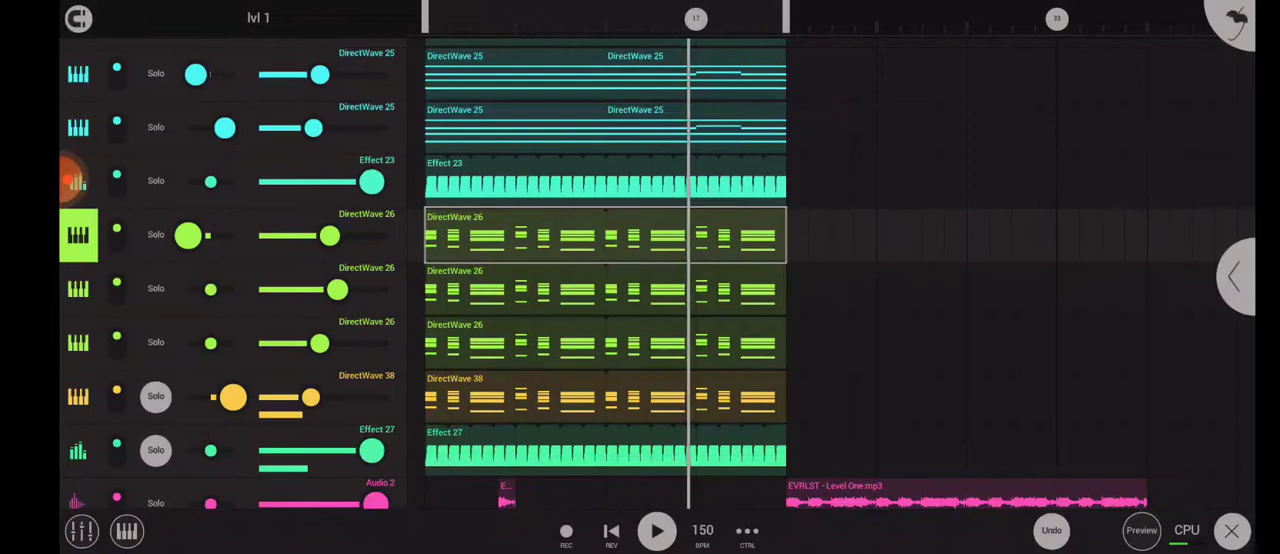 lvl 1
17
33
DirectWave 25
Solo
DirectWave 25
DirectWave 25
DirectWave 25
Solo
DirectWave 25
DirectWave 25
Effect 23
Solo
Effect 23
DirectWave 26
Solo
DirectWave 26
DirectWave 26
Solo
DirectWave 26
DirectWave 26
Solo
DirectWave 26
DirectWave 38
Solo
DirectWave 38
Effect 27
Solo
Effect 27
Audio 2
Solo
E...
EVRLST - Level One.mp3
REC
REV
150
BPM
CTRL
Undo
Preview
CPU